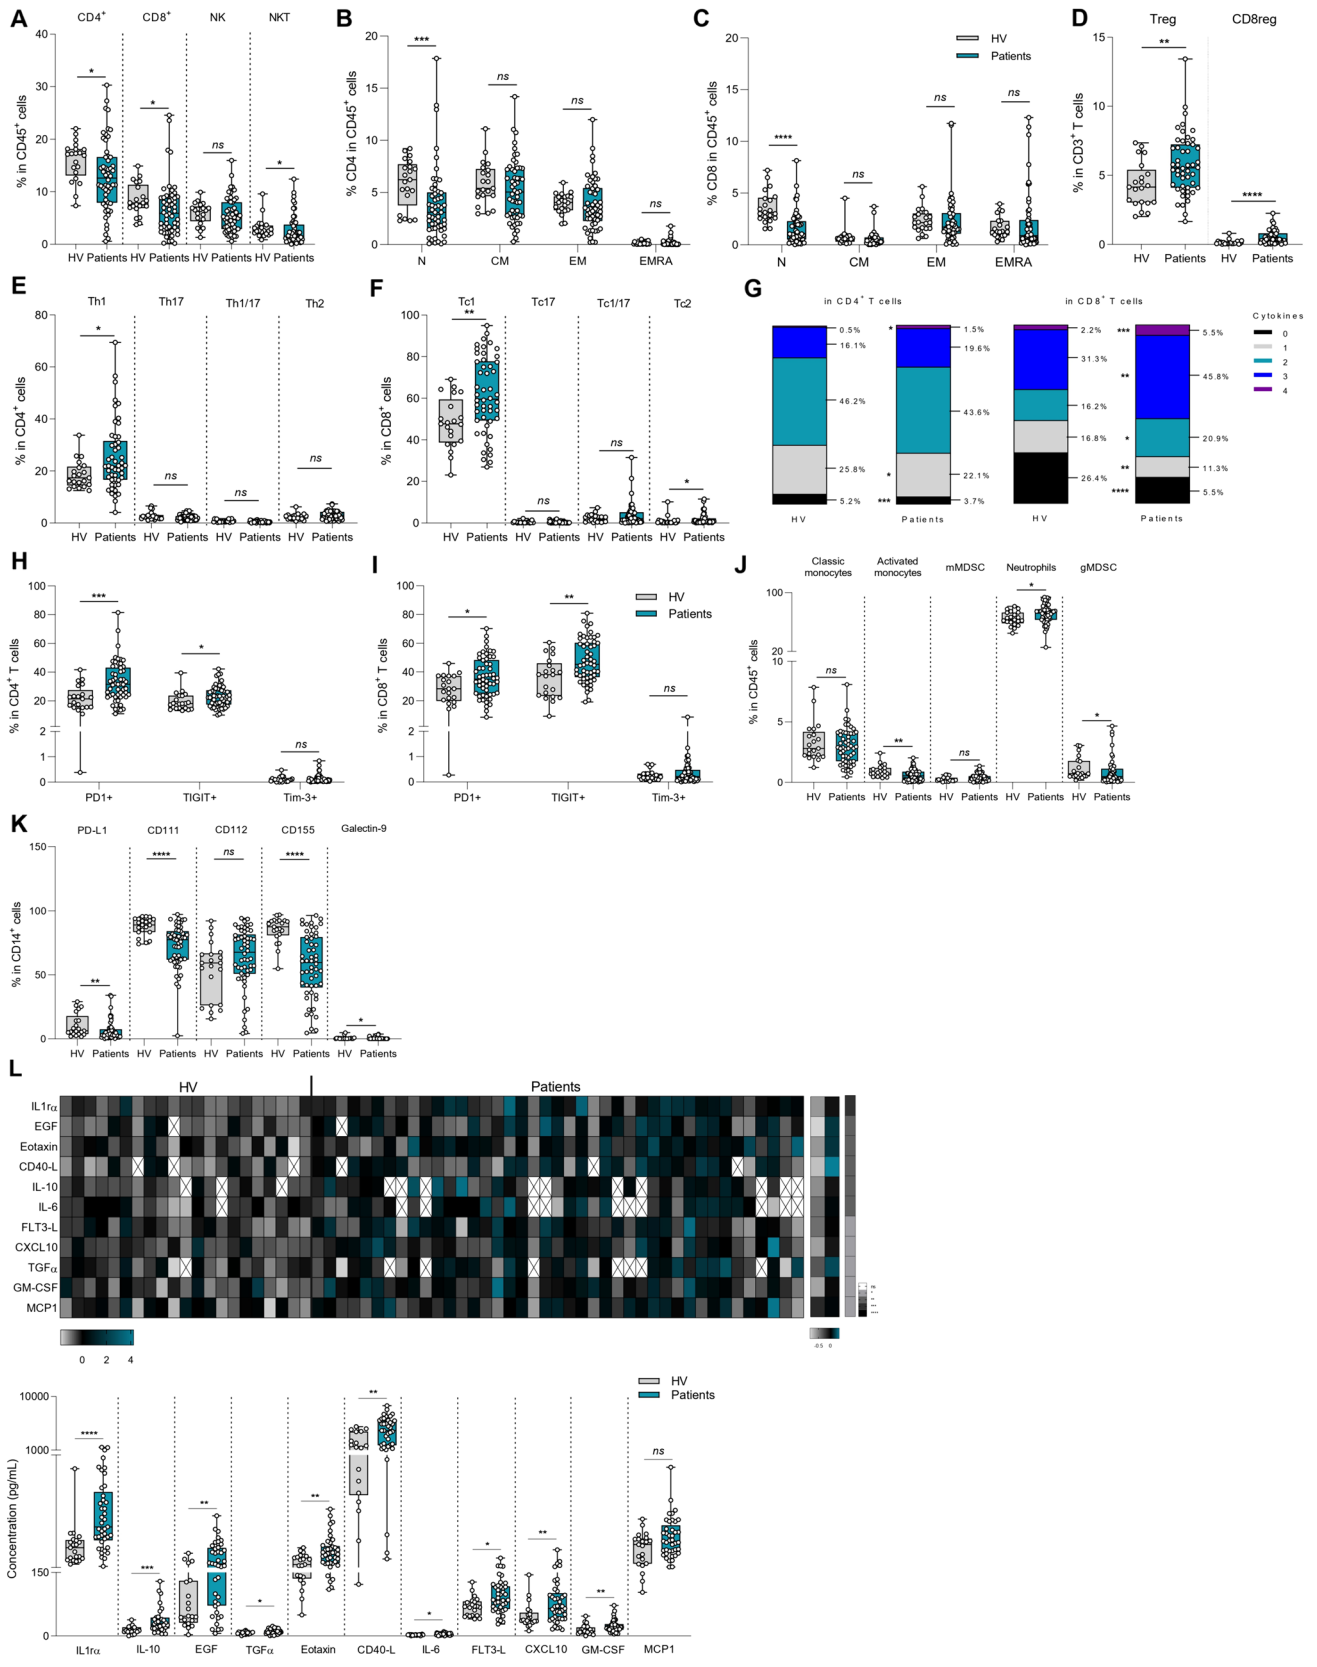 A
CD4+ CD8+ NK NKT
% in CD45+ cells
40
30
20
10
0
* * ns *
HV Patients HV Patients HV Patients HV Patients
B
% CD4 in CD45+ cells
20
15
10
5
0
*** ns ns ns
N CM EM EMRA
C
% CD8 in CD45+ cells
20
15
10
5
0
HV
Patients
**** ns ns ns
N CM EM EMRA
D
Treg CD8reg
% in CD3+ T cells
15
10
5
0
** ****
HV Patients HV Patients
E
Th1 Th17 Th1/17 Th2
% in CD4+ cells
80
60
40
20
0
* ns ns ns
HV Patients HV Patients HV Patients HV Patients
F
Tc1 Tc17 Tc1/17 Tc2
% in CD8+ cells
100
80
60
40
20
0
** ns ns *
HV Patients HV Patients HV Patients HV Patients
G
in CD4+ T cells in CD8+ T cells
0.5%
16.1%
46.2%
25.8%
5.2%
HV
* 1.5%
19.6%
43.6%
* 22.1%
*** 3.7%
Patients
2.2%
31.3%
16.2%
16.8%
26.4%
HV
*** 5.5%
** 45.8%
* 20.9%
** 11.3%
**** 5.5%
Patients
Cytokines
0
1
2
3
4
H
% in CD4+ T cells
100
80
60
40
20
2
1
0
*** * ns
PD1+ TIGIT+ Tim-3+
I
% in CD8+ T cells
100
80
60
40
20
2
1
0
HV
Patients
* ** ns
PD1+ TIGIT+ Tim-3+
J
Classic monocytes Activated monocytes mMDSC Neutrophils gMDSC
% in CD45+ cells
100
20
10
5
0
ns ** ns * *
HV Patients HV Patients HV Patients HV Patients HV Patients
K
PD-L1 CD111 CD112 CD155 Galectin-9
% in CD14+ cells
150
100
50
0
** **** ns **** *
HV Patients HV Patients HV Patients HV Patients HV Patients
L
HV Patients
IL1rα
EGF
Eotaxin
CD40-L
IL-10
IL-6
FLT3-L
CXCL10
TGFα
GM-CSF
MCP1
ns
*
**
***
****
0 2 4
-0.5 0
HV
Patients
Concentration (pg/mL)
10000
1000
150
0
**** *** ** * ** ** * * ** ** ns
IL1rα IL-10 EGF TGFα Eotaxin CD40-L IL-6 FLT3-L CXCL10 GM-CSF MCP1